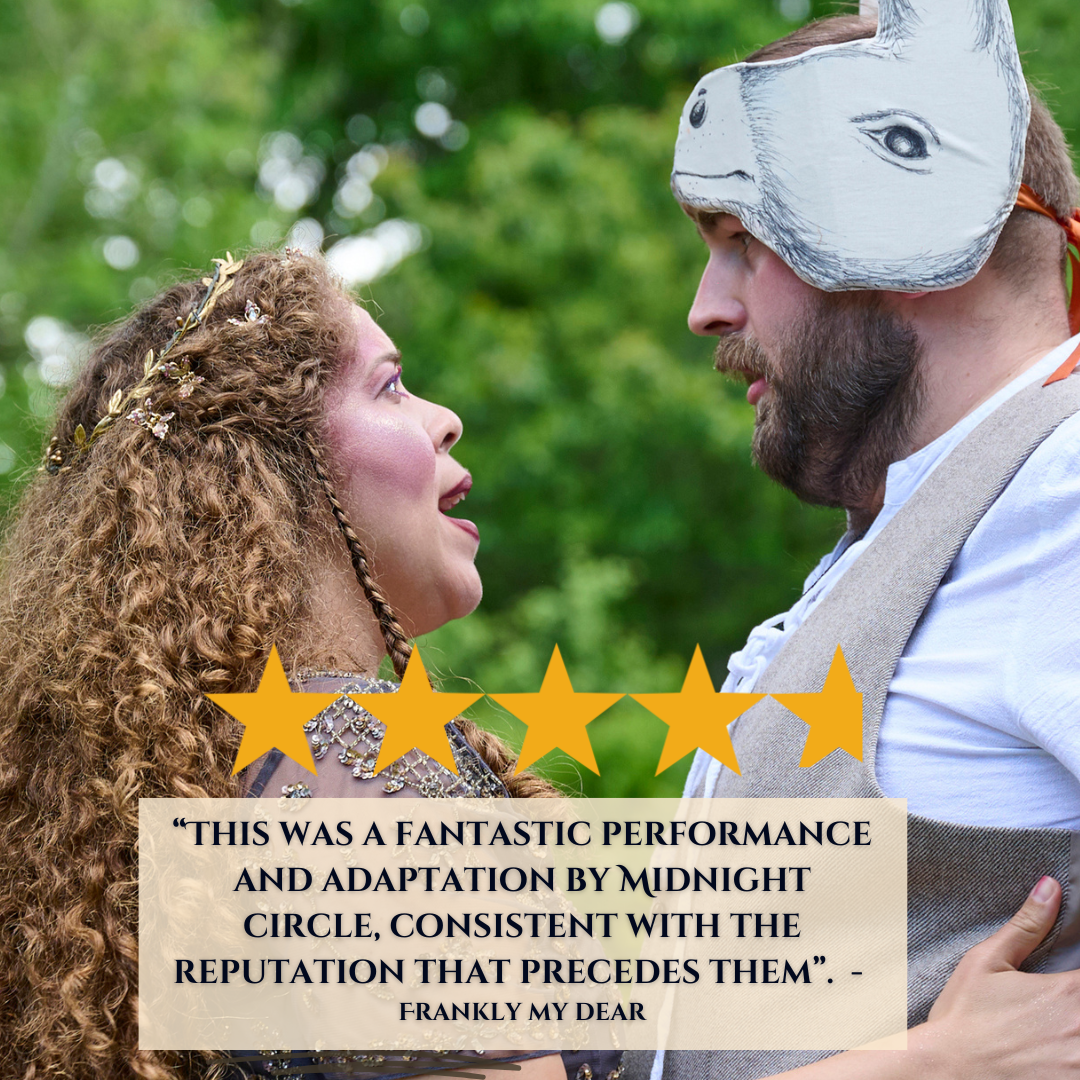 “THIS WAS A FANTASTIC PERFORMANCE
AND ADAPTATION BY MIDNIGHT
CIRCLE, CONSISTENT WITH THE
REPUTATION THAT PRECEDES THEM”. -
FRANKLY MY DEAR